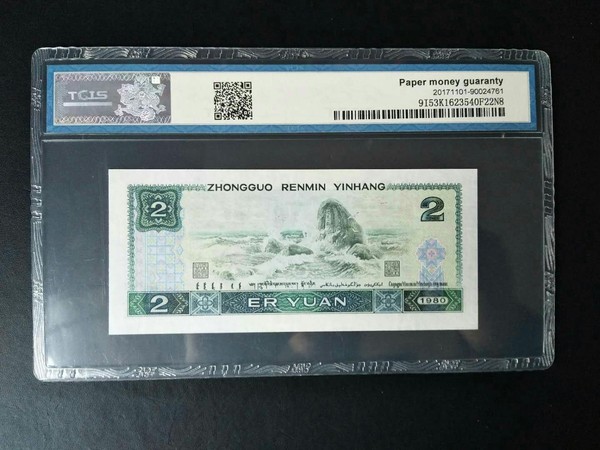 TCIS
Paper money guaranty
20171101-90024761
9I53K1623540F22N8
ZHONGGUO RENMIN YINHANG
2
2
2
ER YUAN
1980